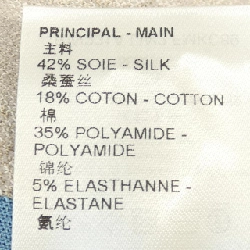 PRINCIPAL - MAIN
主料
42% SOIE - SILK
桑蚕丝
18% COTON - COTTON
棉
35% POLYAMIDE -
POLYAMIDE
锦纶
5% ELASTHANNE -
ELASTANE
氨纶